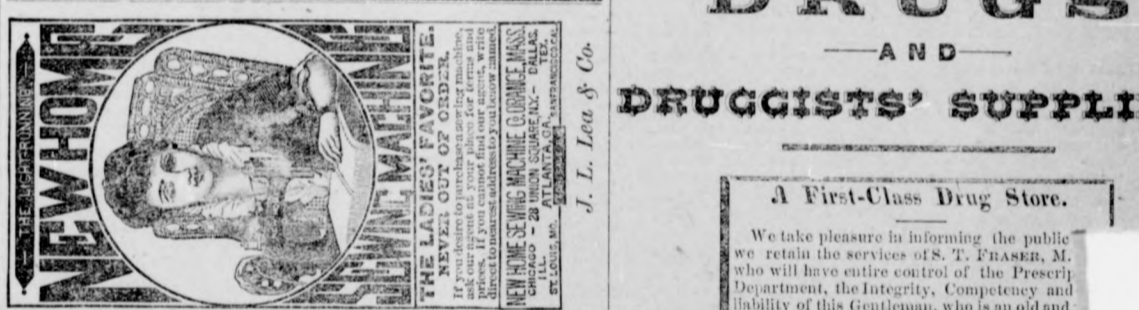 THE LIGHT-RUNNING
NEW HOME
SEWING MACHINE
THE LADIES' FAVORITE.
NEVER OUT OF ORDER.
If you desire to purchase a sewing machine,
ask our agent at your place for terms and
prices. If you cannot find our agent, write
direct to nearest address to you below named.
NEW HOME SEWING MACHINE CO. ORANGE, MASS.
CHICAGO - 28 UNION SQUARE, N.Y. - DALLAS,
ILL. ATLANTA, GA. TEX.
ST. LOUIS, MO. SAN FRANCISCO, CAL.
J. L. Lea & Co.
DRUGS
AND
DRUGGISTS' SUPPLI
A First-Class Drug Store.
We take pleasure in informing the public
we retain the services of S. T. FRASER, M.
who will have entire control of the Prescrip
Department, the Integrity, Competency and
liability of this Gentleman, who is an old and